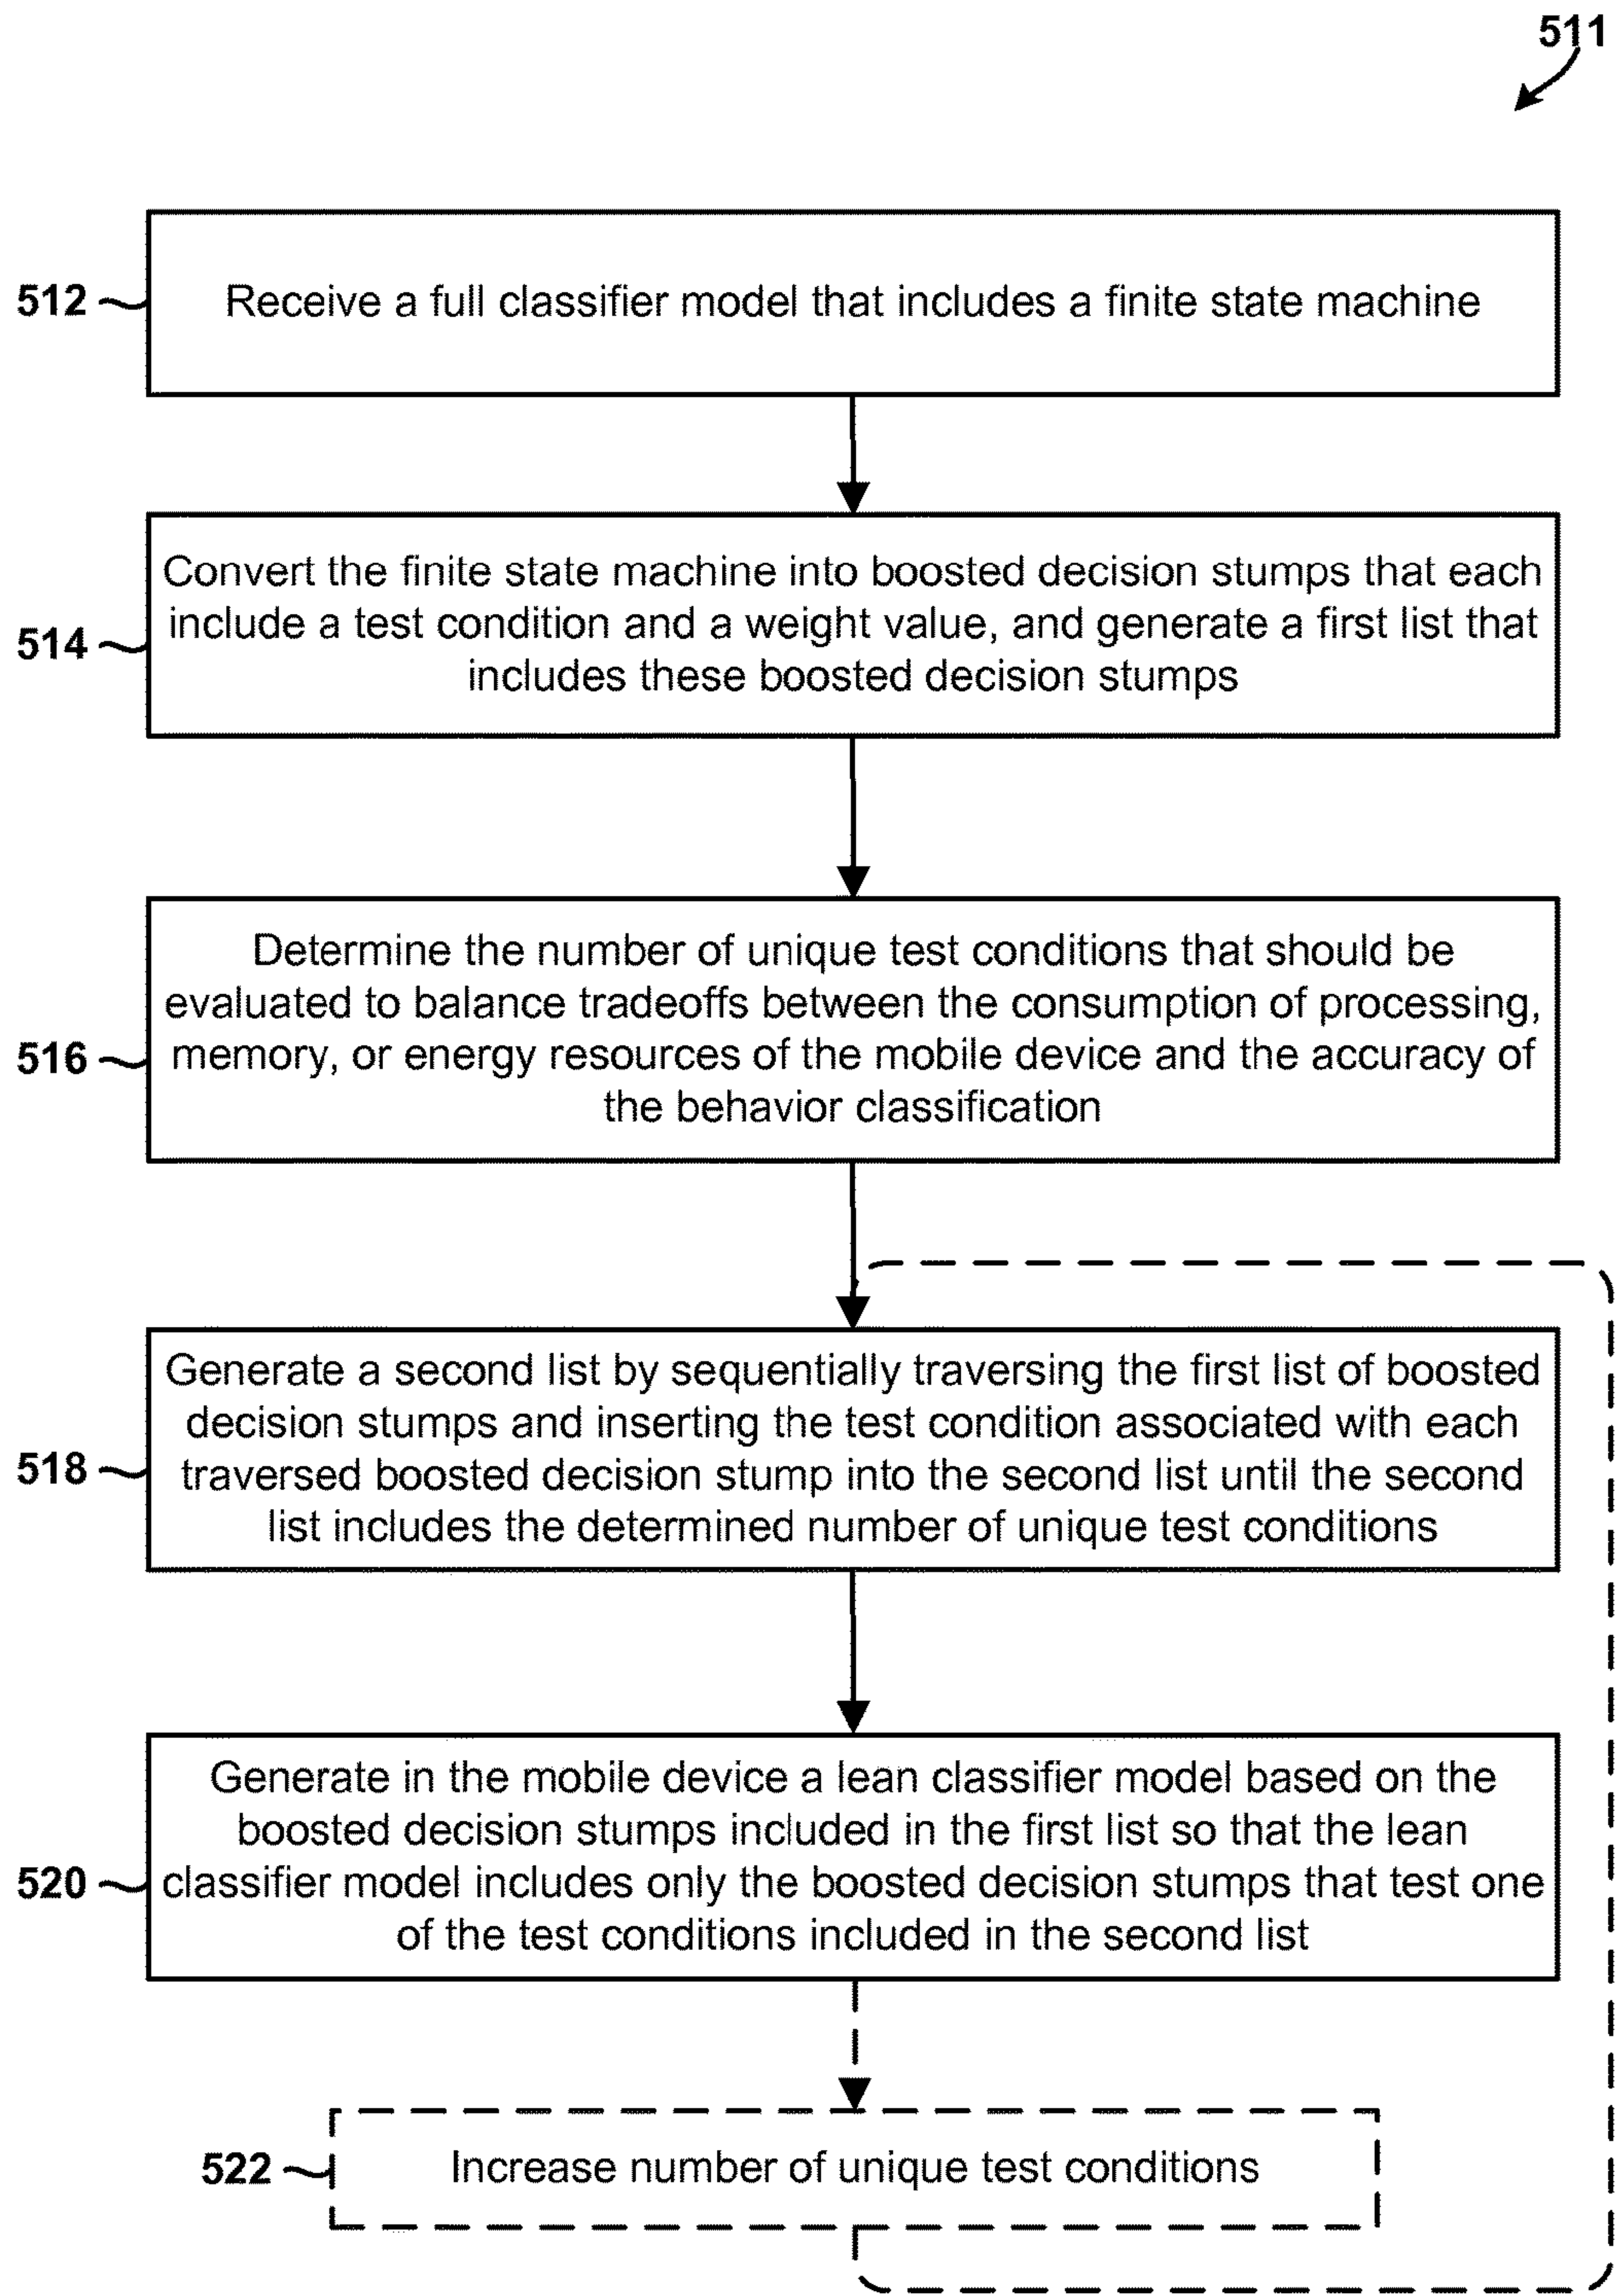 511
512
Receive a full classifier model that includes a finite state machine
514
Convert the finite state machine into boosted decision stumps that each
include a test condition and a weight value, and generate a first list that
includes these boosted decision stumps
516
Determine the number of unique test conditions that should be
evaluated to balance tradeoffs between the consumption of processing,
memory, or energy resources of the mobile device and the accuracy of
the behavior classification
518
Generate a second list by sequentially traversing the first list of boosted
decision stumps and inserting the test condition associated with each
traversed boosted decision stump into the second list until the second
list includes the determined number of unique test conditions
520
Generate in the mobile device a lean classifier model based on the
boosted decision stumps included in the first list so that the lean
classifier model includes only the boosted decision stumps that test one
of the test conditions included in the second list
522
Increase number of unique test conditions